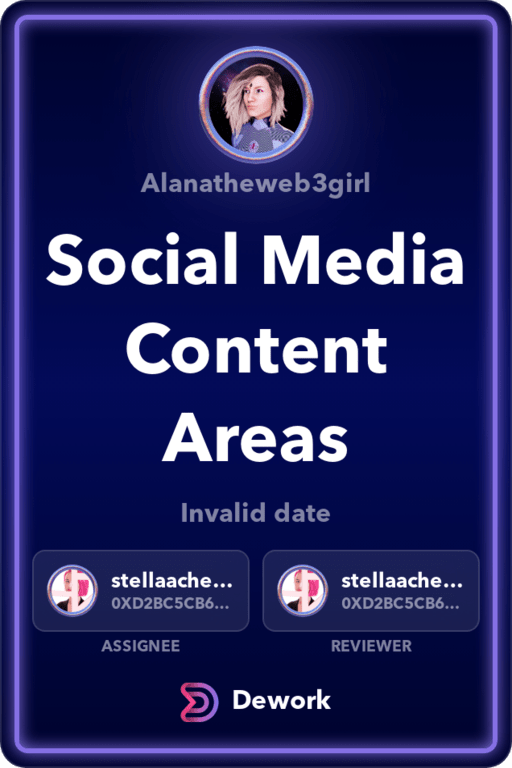 Alanatheweb3girl
Social Media
Content
Areas
Invalid date
stellaache... stellaache...
0XD2BC5CB6... 0XD2BC5CB6...
ASSIGNEE REVIEWER
Dework